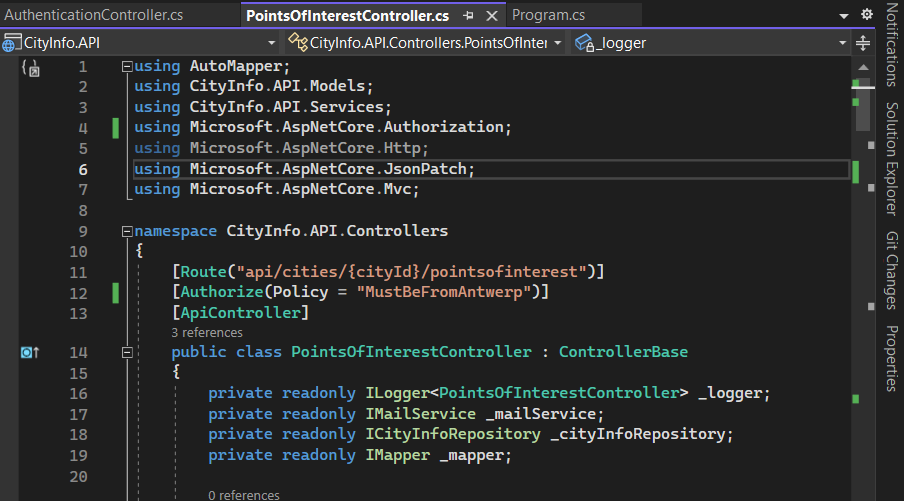 AuthenticationController.cs PointsOfInterestController.cs Program.cs
CityInfo.API CityInfo.API.Controllers.PointsOfInter _logger
1 using AutoMapper;
2 using CityInfo.API.Models;
3 using CityInfo.API.Services;
4 using Microsoft.AspNetCore.Authorization;
5 using Microsoft.AspNetCore.Http;
6 using Microsoft.AspNetCore.JsonPatch;
7 using Microsoft.AspNetCore.Mvc;
8
9 namespace CityInfo.API.Controllers
10 {
11 [Route("api/cities/{cityId}/pointsofinterest")]
12 [Authorize(Policy = "MustBeFromAntwerp")]
13 [ApiController]
3 references
14 public class PointsOfInterestController : ControllerBase
15 {
16 private readonly ILogger<PointsOfInterestController> _logger;
17 private readonly IMailService _mailService;
18 private readonly ICityInfoRepository _cityInfoRepository;
19 private readonly IMapper _mapper;
20
0 references
Notifications
Solution Explorer
Git Changes
Properties